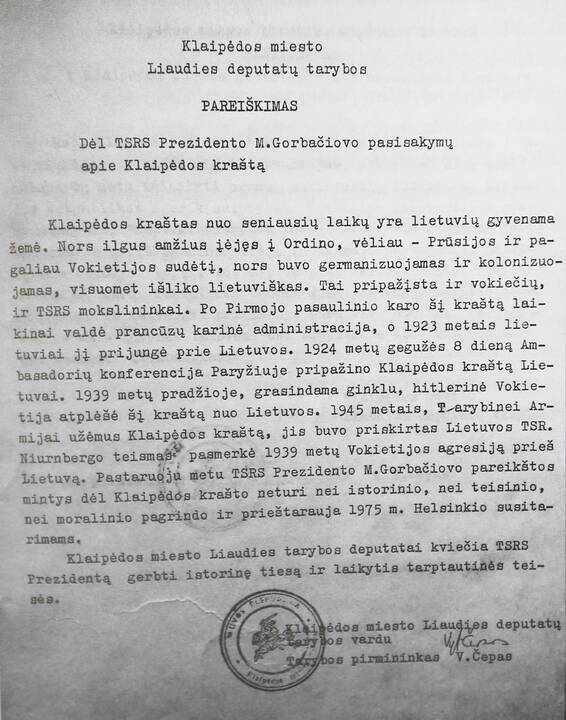 Klaipėdos miesto
Liaudies deputatų tarybos
PAREIŠKIMAS
Dėl TSRS Prezidento M.Gorbačiovo pasisakymų
apie Klaipėdos kraštą
Klaipėdos kraštas nuo seniausių laikų yra lietuvių gyvenama
žemė. Nors ilgus amžius įėjęs į Ordino, vėliau - Prūsijos ir pa-
galiau Vokietijos sudėtį, nors buvo germanizuojamas ir kolonizuo-
jamas, visuomet išliko lietuviškas. Tai pripažįsta ir vokiečių,
ir TSRS mokslininkai. Po Pirmojo pasaulinio karo šį kraštą lai-
kinai valdė prancūzų karinė administracija, o 1923 metais lie-
tuviai jį prijungė prie Lietuvos. 1924 metų gegužės 8 dieną Am-
basadorių konferencija Paryžiuje pripažino Klaipėdos kraštą Lie-
tuvai. 1939 metų pradžioje, grasindama ginklu, hitlerinė Vokie-
tija atplėšė šį kraštą nuo Lietuvos. 1945 metais, Tarybinei Ar-
mijai užėmus Klaipėdos kraštą, jis buvo priskirtas Lietuvos TSR.
Niurnbergo teismas pasmerkė 1939 metų Vokietijos agresiją prieš
Lietuvą. Pastaruoju metu TSRS Prezidento M.Gorbačiovo pareikštos
mintys dėl Klaipėdos krašto neturi nei istorinio, nei teisinio,
nei moralinio pagrindo ir prieštarauja 1975 m. Helsinkio susita-
rimams.
Klaipėdos miesto Liaudies tarybos deputatai kviečia TSRS
Prezidentą gerbti istorinę tiesą ir laikytis tarptautinės tei-
sės.
Klaipėdos miesto Liaudies deputatų
tarybos vardu
Tarybos pirmininkas V.Čepas